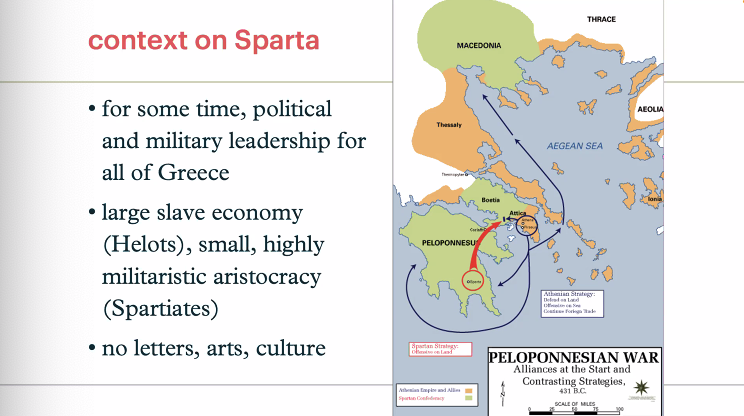 context on Sparta
• for some time, political
and military leadership for
all of Greece
• large slave economy
(Helots), small, highly
militaristic aristocracy
(Spartiates)
• no letters, arts, culture
THRACE
MACEDONIA
AEOLIA
Thessaly
AEGEAN SEA
Thermopylae
Ionia
Boetia
Attica
Athens
Corinth
PELOPONNESUS
Sparta
Athenian Strategy:
Defend on Land
Offensive on Sea
Continue Foriegn Trade
Spartan Strategy:
Offensive on Land
PELOPONNESIAN WAR
Alliances at the Start and
Contrasting Strategies,
431 B.C.
Athenian Empire and Allies
Spartan Confederacy
SCALE OF MILES
0 25 50 75 100